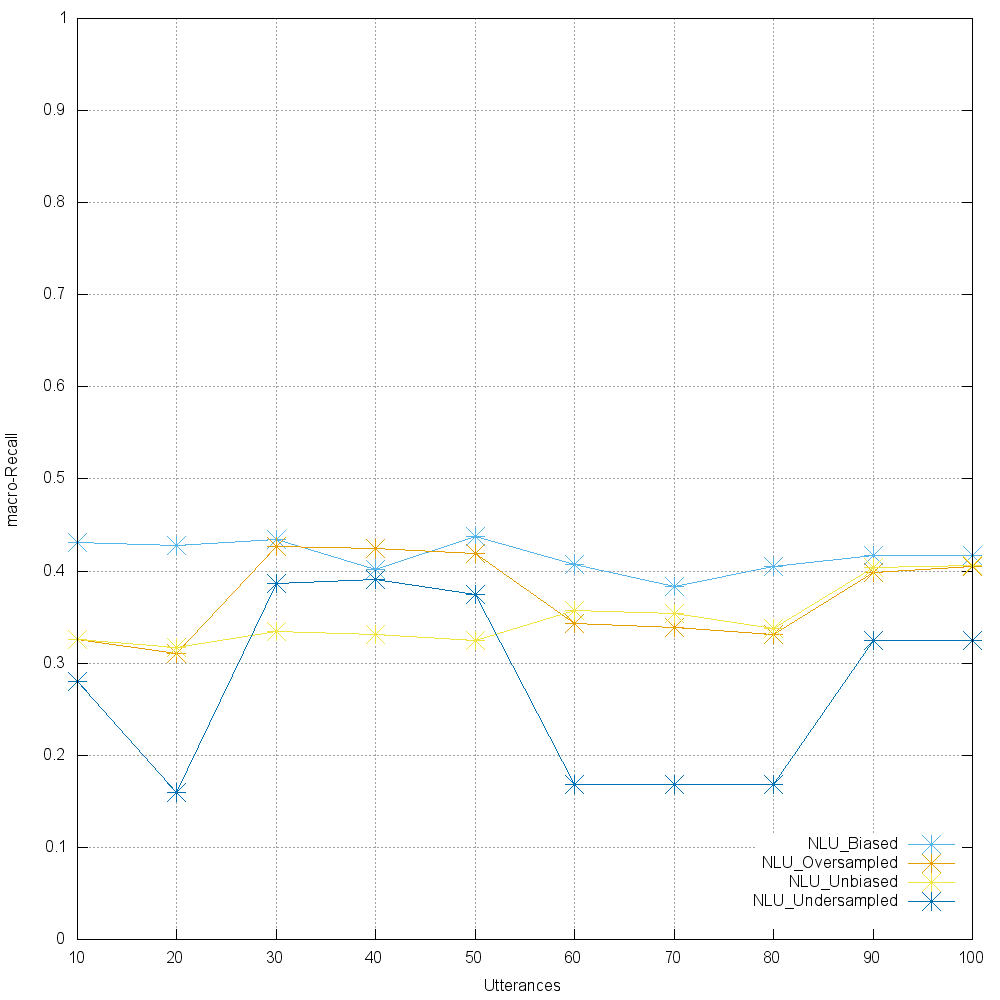 1
0.9
0.8
0.7
0.6
0.5
0.4
0.3
0.2
0.1
0
macro-Recall
10 20 30 40 50 60 70 80 90 100
Utterances
NLU_Biased
NLU_Oversampled
NLU_Unbiased
NLU_Undersampled